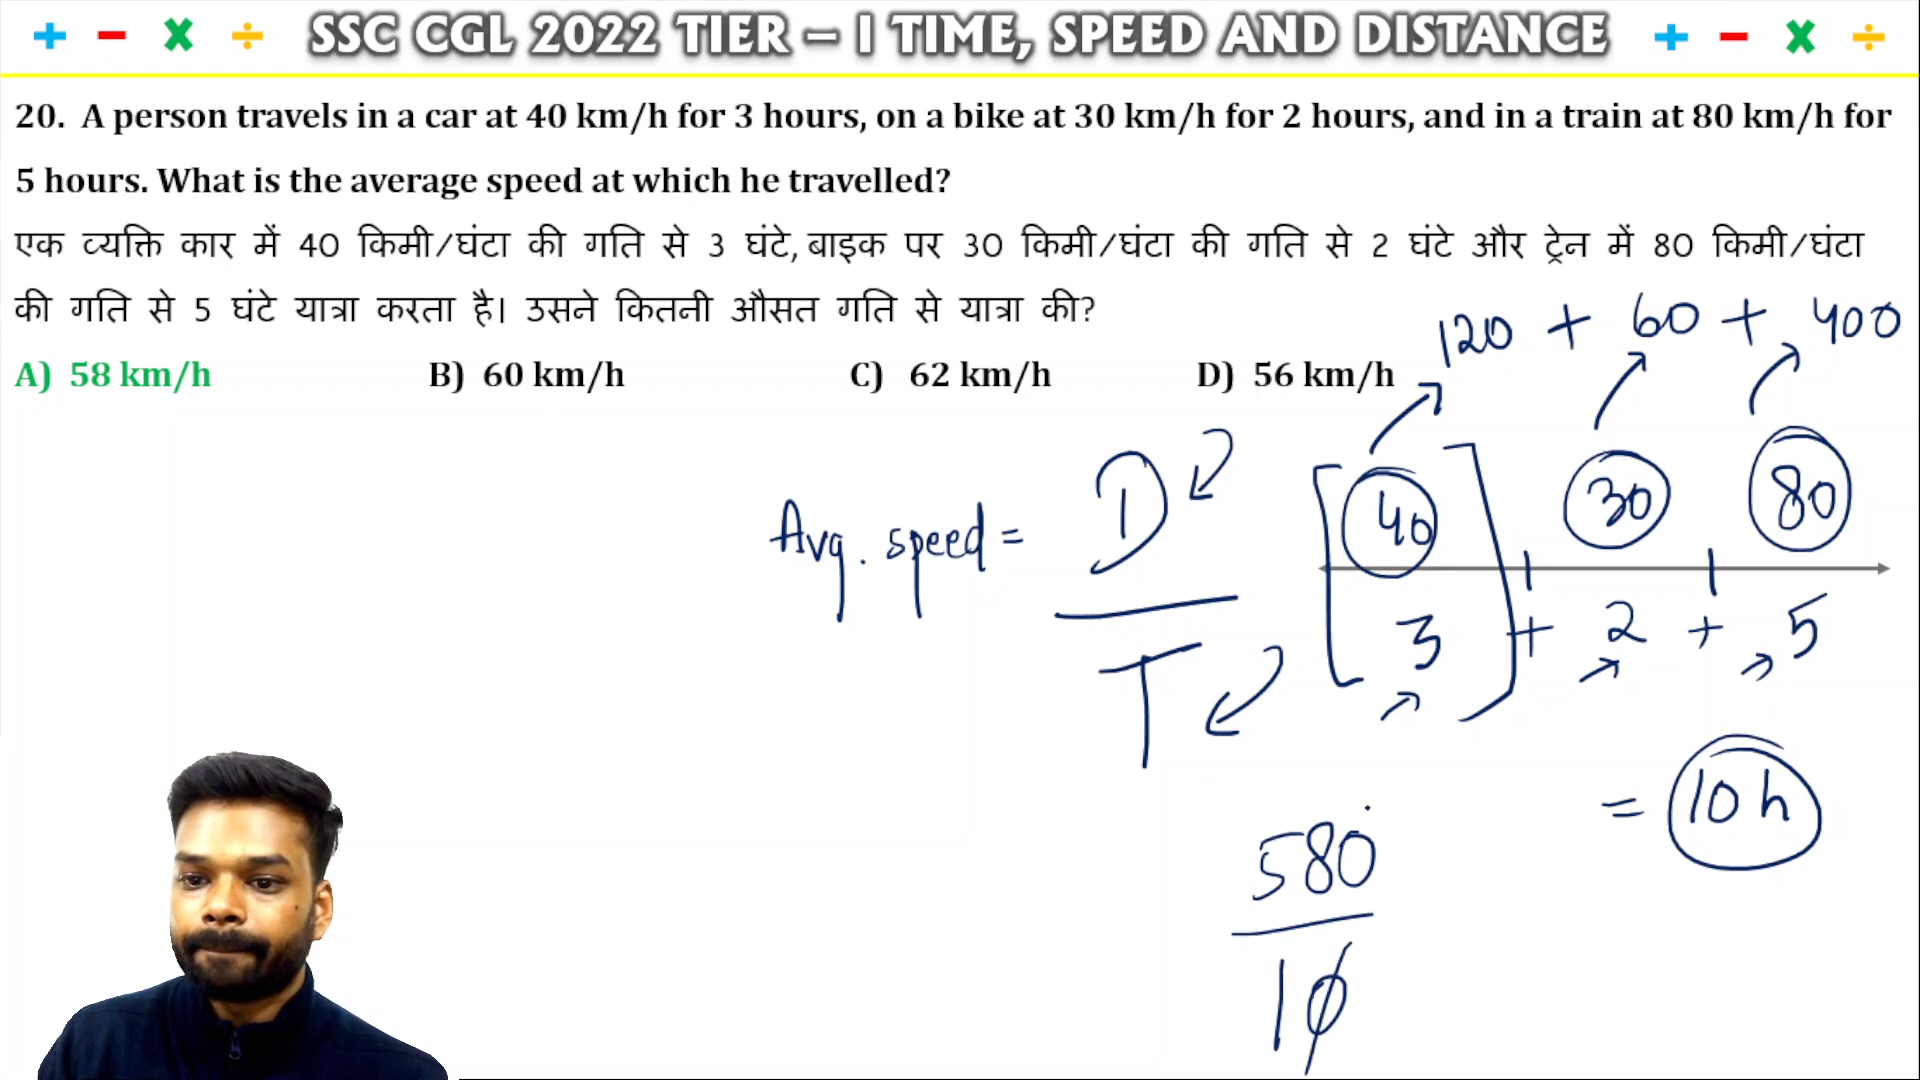 + - × ÷ SSC CGL 2022 TIER – I TIME, SPEED AND DISTANCE + - × ÷
20. A person travels in a car at 40 km/h for 3 hours, on a bike at 30 km/h for 2 hours, and in a train at 80 km/h for
5 hours. What is the average speed at which he travelled?
एक व्यक्ति कार में 40 किमी/घंटा की गति से 3 घंटे, बाइक पर 30 किमी/घंटा की गति से 2 घंटे और ट्रेन में 80 किमी/घंटा
की गति से 5 घंटे यात्रा करता है। उसने कितनी औसत गति से यात्रा की?
120 + 60 + 400
A) 58 km/h B) 60 km/h C) 62 km/h D) 56 km/h
Avg. speed = D / T
[40 30 80
3] + 2 + 5
= 10 h
580
10